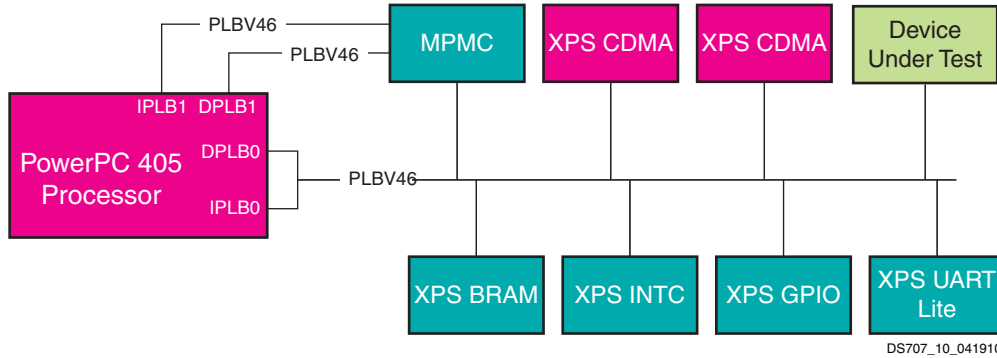 PLBV46
PLBV46
MPMC
XPS CDMA
XPS CDMA
Device
Under Test
IPLB1 DPLB1
PowerPC 405
Processor
DPLB0
IPLB0
PLBV46
XPS BRAM
XPS INTC
XPS GPIO
XPS UART
Lite
DS707_10_041910